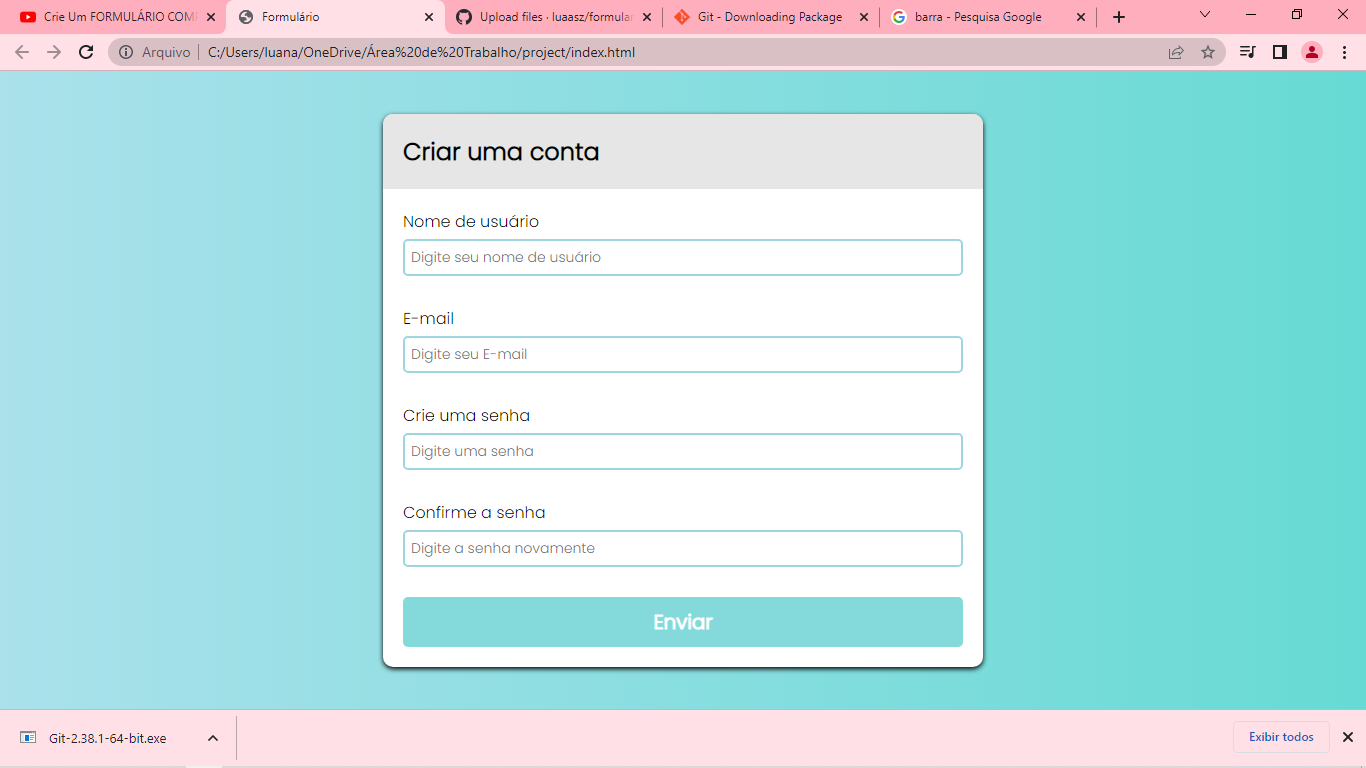 Crie Um FORMULÁRIO COM
Formulário
Upload files · luaasz/formular
Git - Downloading Package
barra - Pesquisa Google
Arquivo
C:/Users/luana/OneDrive/Área%20de%20Trabalho/project/index.html
Criar uma conta
Nome de usuário
Digite seu nome de usuário
E-mail
Digite seu E-mail
Crie uma senha
Digite uma senha
Confirme a senha
Digite a senha novamente
Enviar
Git-2.38.1-64-bit.exe
Exibir todos